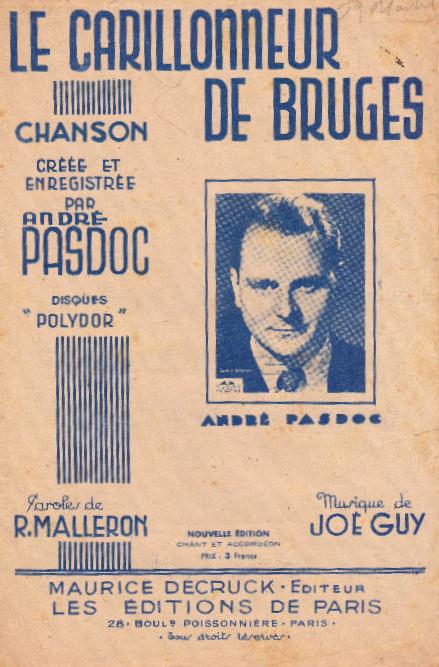 LE CARILLONNEUR
DE BRUGES
CHANSON
CRÉÉE ET
ENREGISTRÉE
PAR
ANDRÉ
PASDOC
DISQUES
"POLYDOR"
ANDRÉ PASDOC
Paroles de
R. MALLERON
NOUVELLE ÉDITION
CHANT ET ACCORDÉON
PRIX : 3 Francs
Musique de
JOË GUY
MAURICE DECRUCK • EDITEUR
LES ÉDITIONS DE PARIS
28 • BOULD POISSONNIÈRE • PARIS •
• Tous droits réservés •